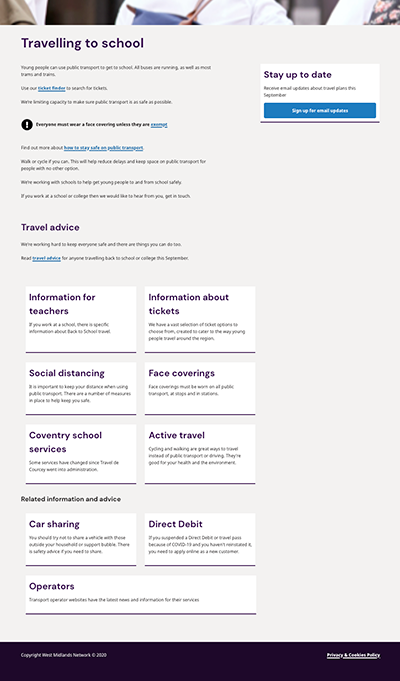 Travelling to school
Young people can use public transport to get to school. All buses are running, as well as most
trams and trains.
Use our ticket finder to search for tickets.
We're limiting capacity to make sure public transport is as safe as possible.
Everyone must wear a face covering unless they are exempt
Find out more about how to stay safe on public transport.
Walk or cycle if you can. This will help reduce delays and keep space on public transport for
people with no other option.
We're working with schools to help get young people to and from school safely.
If you work at a school or college then we would like to hear from you, get in touch.
Stay up to date
Receive email updates about travel plans this
September
Sign up for email updates
Travel advice
We're working hard to keep everyone safe and there are things you can do too.
Read travel advice for anyone travelling back to school or college this September.
Information for
teachers
If you work at a school, there is specific
information about Back to School travel.
Information about
tickets
We have a vast selection of ticket options to
choose from, created to cater to the way young
people travel around the region.
Social distancing
It is important to keep your distance when using
public transport. There are a number of measures
in place to help keep you safe.
Face coverings
Face coverings must be worn on all public
transport, at stops and in stations.
Coventry school
services
Some services have changed since Travel de
Courcey went into administration.
Active travel
Cycling and walking are great ways to travel
instead of public transport or driving. They're
good for your health and the environment.
Related information and advice
Car sharing
You should try not to share a vehicle with those
outside your household or support bubble. There
is safety advice if you need to share.
Direct Debit
If you suspended a Direct Debit or travel pass
because of COVID-19 and you haven't reinstated it,
you need to apply online as a new customer.
Operators
Transport operator websites have the latest news and information for their services
Copyright West Midlands Network © 2020
Privacy & Cookies Policy